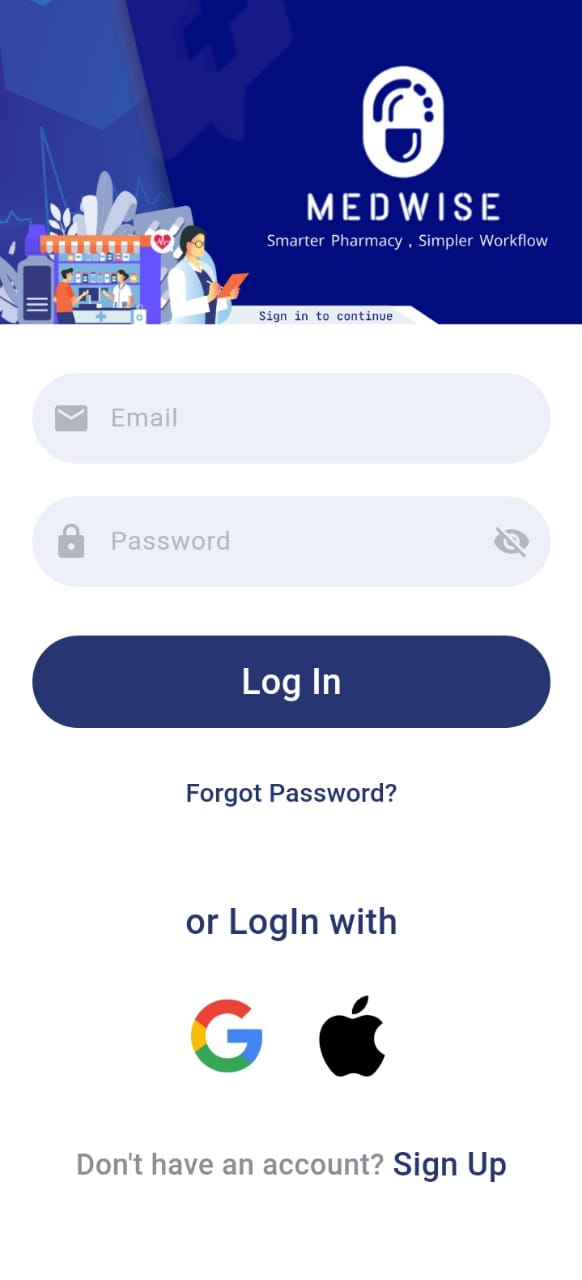 MEDWISE
Smarter Pharmacy , Simpler Workflow
Sign in to continue
Email
Password
Log In
Forgot Password?
or LogIn with
Don't have an account? Sign Up